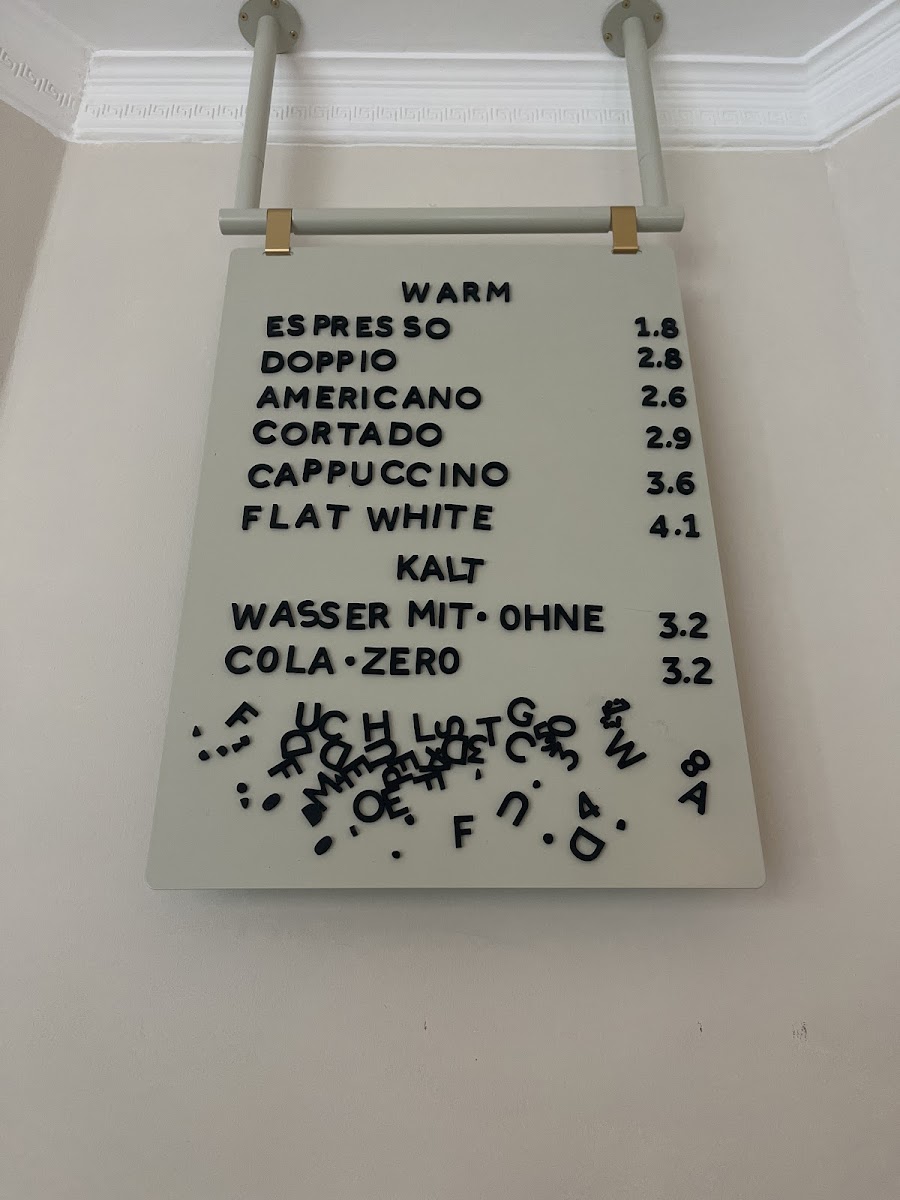 WARM
ESPRESSO 1.8
DOPPIO 2.8
AMERICANO 2.6
CORTADO 2.9
CAPPUCCINO 3.6
FLAT WHITE 4.1
KALT
WASSER MIT· OHNE 3.2
COLA·ZERO 3.2